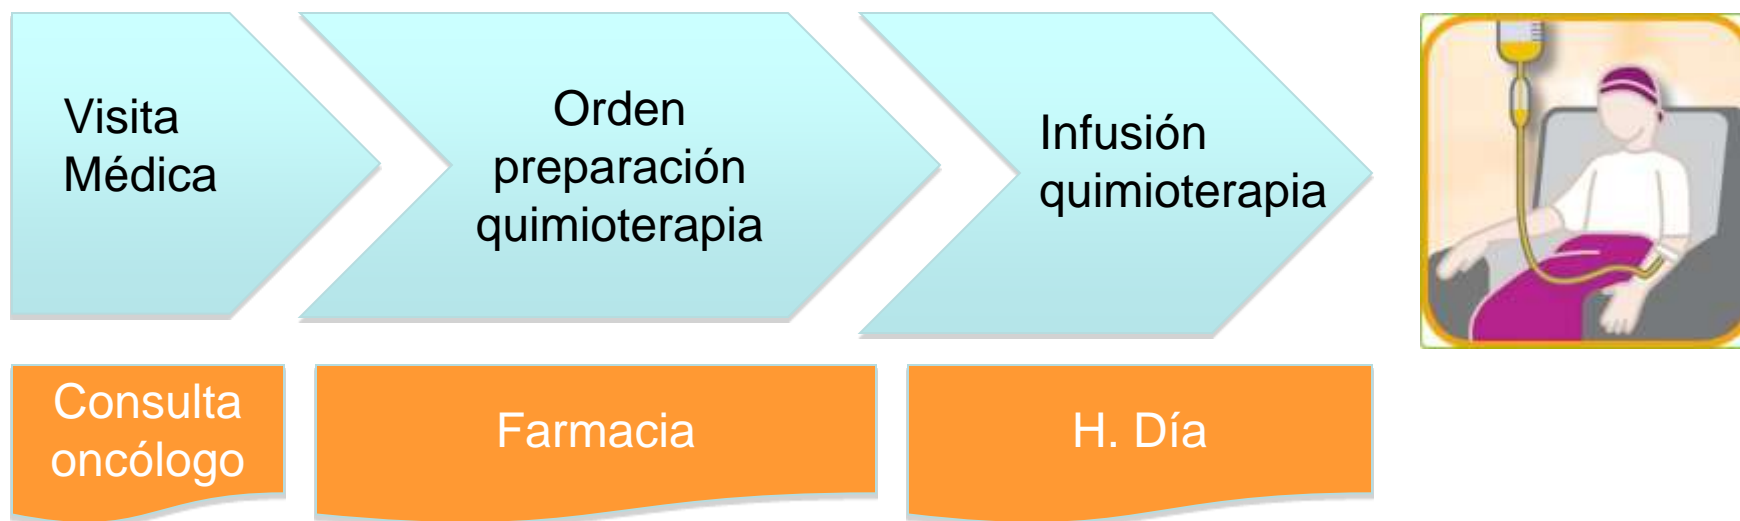 Visita
Médica
Orden
preparación
quimioterapia
Infusión
quimioterapia
Consulta
oncólogo
Farmacia
H. Día